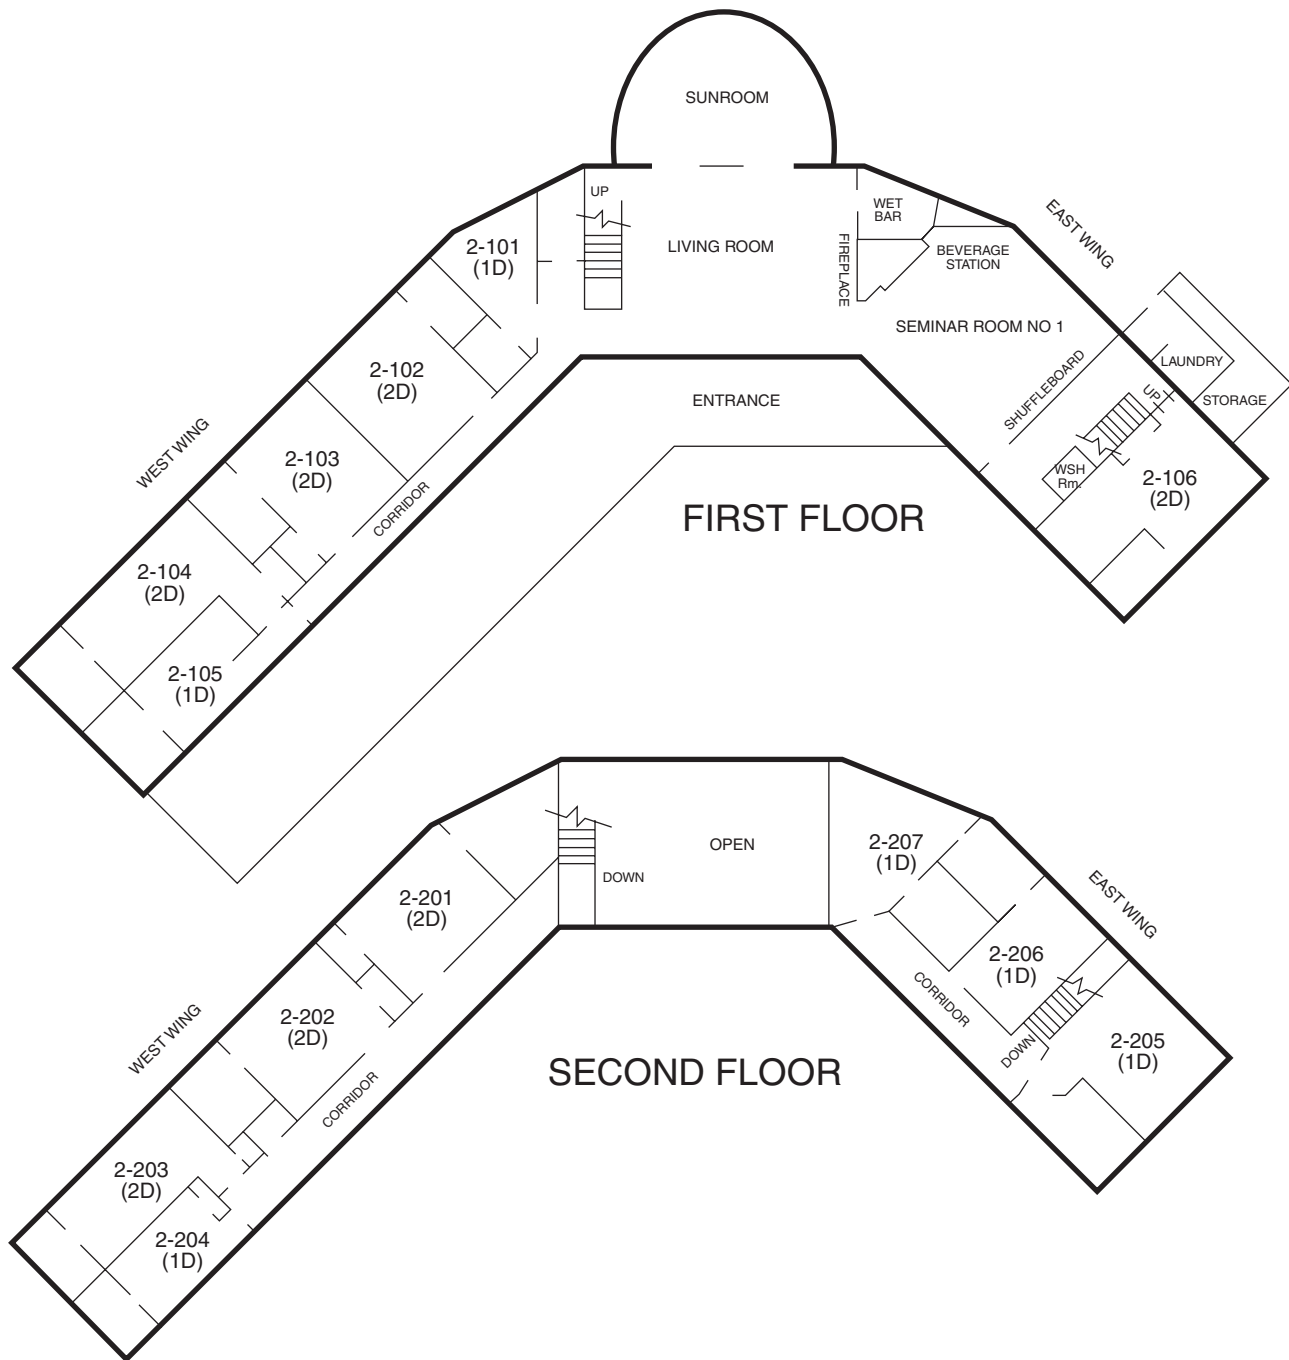 SUNROOM
UP
WET
BAR
EAST WING
2-101
(1D)
LIVING ROOM
FIREPLACE
BEVERAGE
STATION
SEMINAR ROOM NO 1
2-102
(2D)
SHUFFLEBOARD
LAUNDRY
STORAGE
UP
ENTRANCE
WEST WING
2-103
(2D)
CORRIDOR
WSH
Rm.
2-106
(2D)
FIRST FLOOR
2-104
(2D)
2-105
(1D)
OPEN
2-207
(1D)
DOWN
2-201
(2D)
EAST WING
2-206
(1D)
CORRIDOR
WEST WING
2-202
(2D)
DOWN
2-205
(1D)
SECOND FLOOR
CORRIDOR
2-203
(2D)
2-204
(1D)